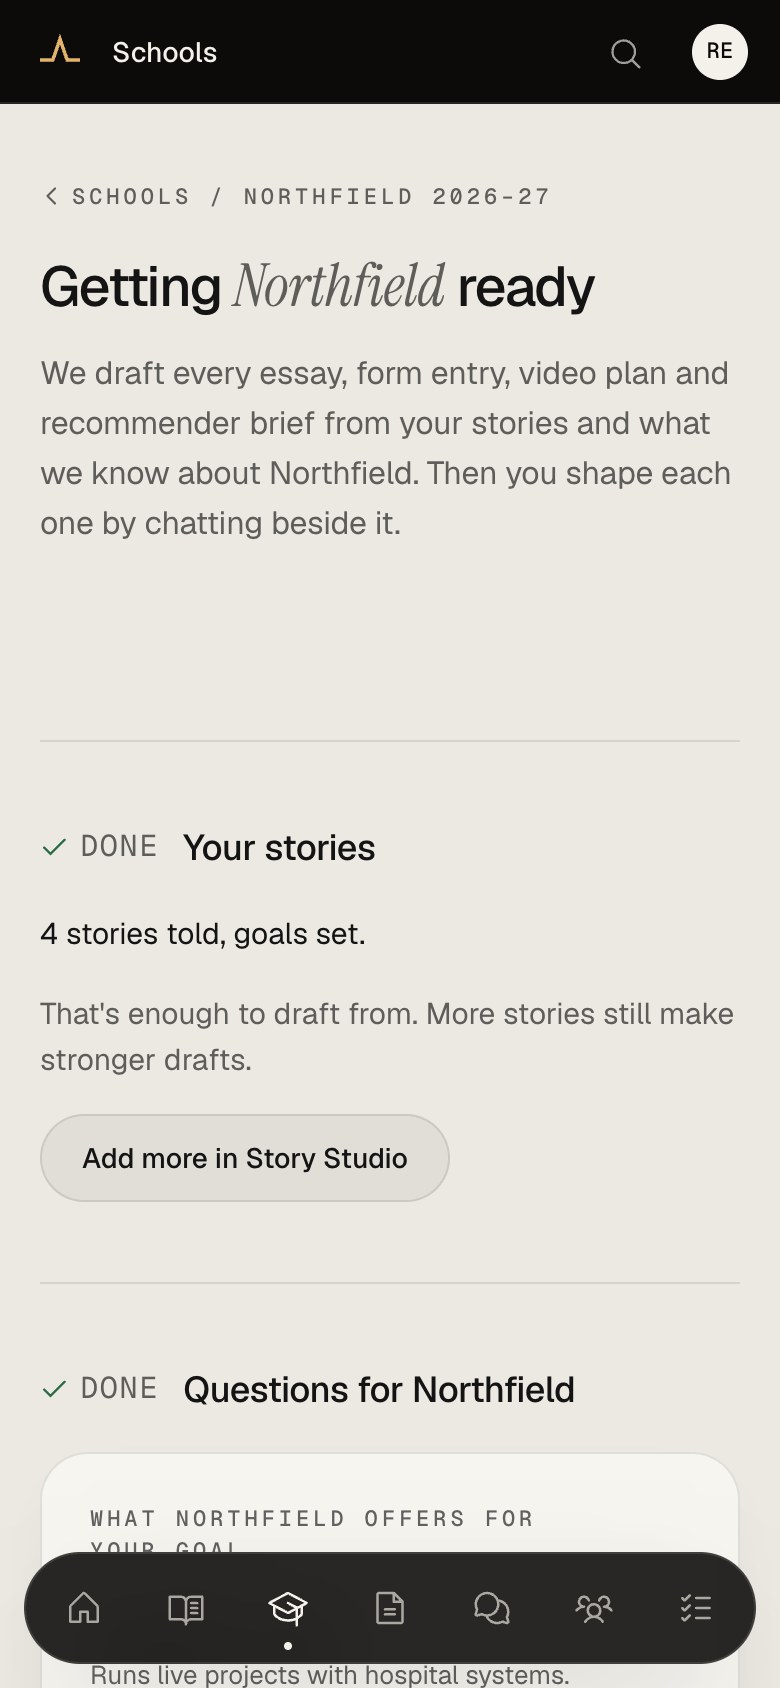 Schools
RE
SCHOOLS / NORTHFIELD 2026-27
Getting Northfield ready
We draft every essay, form entry, video plan and
recommender brief from your stories and what
we know about Northfield. Then you shape each
one by chatting beside it.
DONE Your stories
4 stories told, goals set.
That's enough to draft from. More stories still make
stronger drafts.
Add more in Story Studio
DONE Questions for Northfield
WHAT NORTHFIELD OFFERS FOR
YOUR GOAL
Runs live projects with hospital systems.